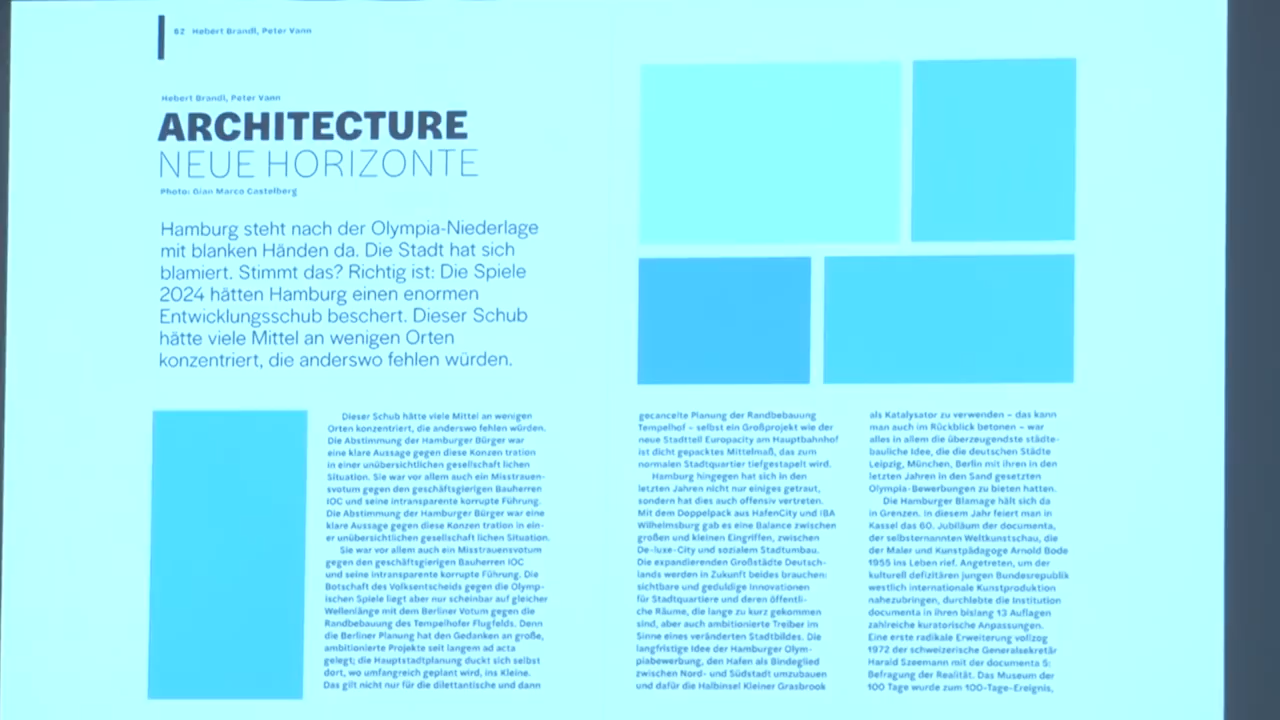 62 Hebert Brandl, Peter Vann
Hebert Brandl, Peter Vann
ARCHITECTURE
NEUE HORIZONTE
Photo: Gian Marco Castelberg
Hamburg steht nach der Olympia-Niederlage
mit blanken Händen da. Die Stadt hat sich
blamiert. Stimmt das? Richtig ist: Die Spiele
2024 hätten Hamburg einen enormen
Entwicklungsschub beschert. Dieser Schub
hätte viele Mittel an wenigen Orten
konzentriert, die anderswo fehlen würden.
Dieser Schub hätte viele Mittel an wenigen
Orten konzentriert, die anderswo fehlen würden.
Die Abstimmung der Hamburger Bürger war
eine klare Aussage gegen diese Konzen tration
in einer unübersichtlichen gesellschaft lichen
Situation. Sie war vor allem auch ein Misstrauen-
svotum gegen den geschäftsgierigen Bauherren
IOC und seine intransparente korrupte Führung.
Die Abstimmung der Hamburger Bürger war eine
klare Aussage gegen diese Konzen tration in ein-
er unübersichtlichen gesellschaft lichen Situation.
Sie war vor allem auch ein Misstrauensvotum
gegen den geschäftsgierigen Bauherren IOC
und seine intransparente korrupte Führung. Die
Botschaft des Volksentscheids gegen die Olymp-
ischen Spiele liegt aber nur scheinbar auf gleicher
Wellenlänge mit dem Berliner Votum gegen die
Randbebauung des Tempelhofer Flugfelds. Denn
die Berliner Planung hat den Gedanken an große,
ambitionierte Projekte seit langem ad acta
gelegt; die Hauptstadtplanung duckt sich selbst
dort, wo umfangreich geplant wird, ins Kleine.
Das gilt nicht nur für die dilettantische und dann
gecancelte Planung der Randbebauung
Tempelhof – selbst ein Großprojekt wie der
neue Stadtteil Europacity am Hauptbahnhof
ist dicht gepacktes Mittelmaß, das zum
normalen Stadtquartier tiefgestapelt wird.
Hamburg hingegen hat sich in den
letzten Jahren nicht nur einiges getraut,
sondern hat dies auch offensiv vertreten.
Mit dem Doppelpack aus HafenCity und IBA
Wilhelmsburg gab es eine Balance zwischen
großen und kleinen Eingriffen, zwischen
De-luxe-City und sozialem Stadtumbau.
Die expandierenden Großstädte Deutsch-
lands werden in Zukunft beides brauchen:
sichtbare und geduldige Innovationen
für Stadtquartiere und deren öffentli-
che Räume, die lange zu kurz gekommen
sind, aber auch ambitionierte Treiber im
Sinne eines veränderten Stadtbildes. Die
langfristige Idee der Hamburger Olym-
piabewerbung, den Hafen als Bindeglied
zwischen Nord- und Südstadt umzubauen
und dafür die Halbinsel Kleiner Grasbrook
als Katalysator zu verwenden – das kann
man auch im Rückblick betonen – war
alles in allem die überzeugendste städte-
bauliche Idee, die die deutschen Städte
Leipzig, München, Berlin mit ihren in den
letzten Jahren in den Sand gesetzten
Olympia-Bewerbungen zu bieten hatten.
Die Hamburger Blamage hält sich da
in Grenzen. In diesem Jahr feiert man in
Kassel das 60. Jubiläum der documenta,
der selbsternannten Weltkunstschau, die
der Maler und Kunstpädagoge Arnold Bode
1955 ins Leben rief. Angetreten, um der
kulturell defizitären jungen Bundesrepublik
westlich internationale Kunstproduktion
nahezubringen, durchlebte die Institution
documenta in ihren bislang 13 Auflagen
zahlreiche kuratorische Anpassungen.
Eine erste radikale Erweiterung vollzog
1972 der schweizerische Generalsekretär
Harald Szeemann mit der documenta 5:
Befragung der Realität. Das Museum der
100 Tage wurde zum 100-Tage-Ereignis,